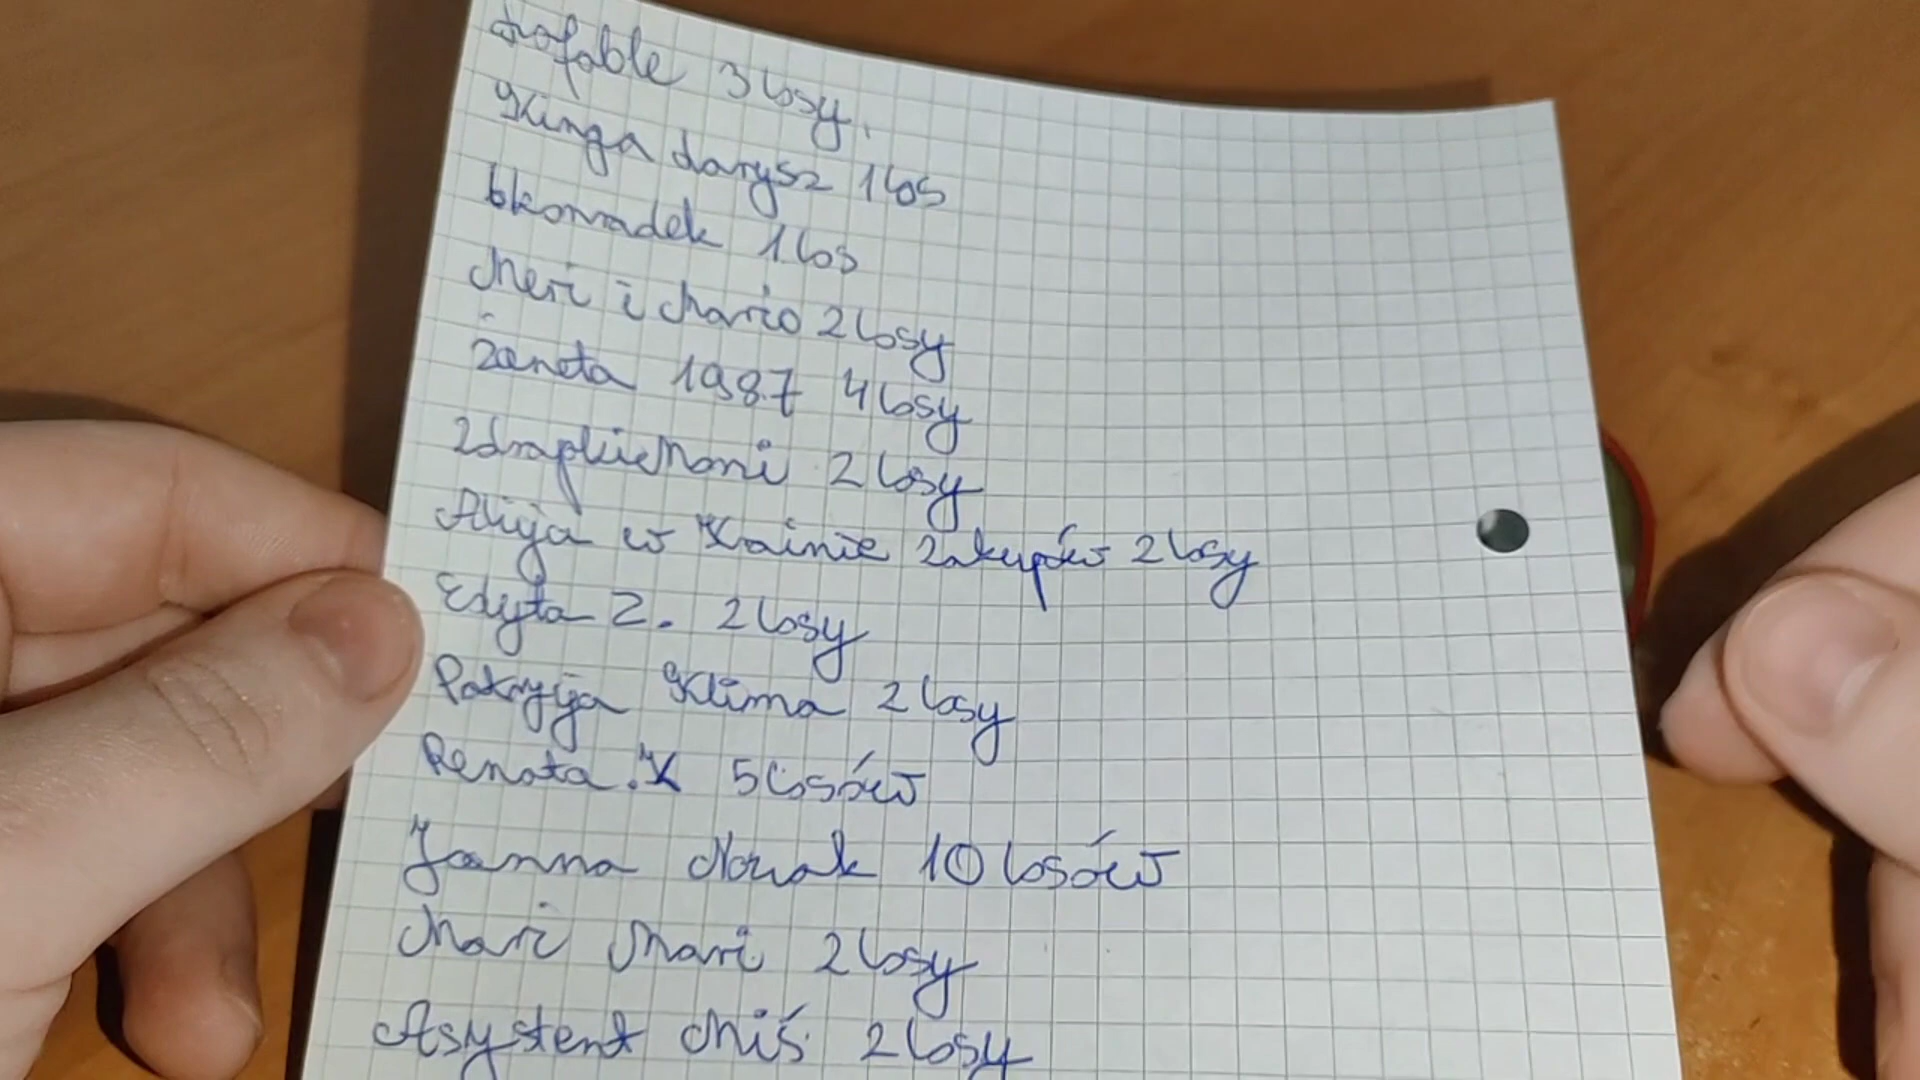 trafable 3 losy.
Kinga darysz 1 los
bkonradek 1 los
Meri i Mario 2 losy
Żaneta 1987 4 losy
ZdrapkieMani 2 losy
Alicja w Krainie Zakupów 2 losy
Edyta Z. 2 losy
Patrycja Klima 2 losy
Renata .K 5 losów
Joanna Nowak 10 losów
Mari Mari 2 losy
Asystent Miś 2 losy